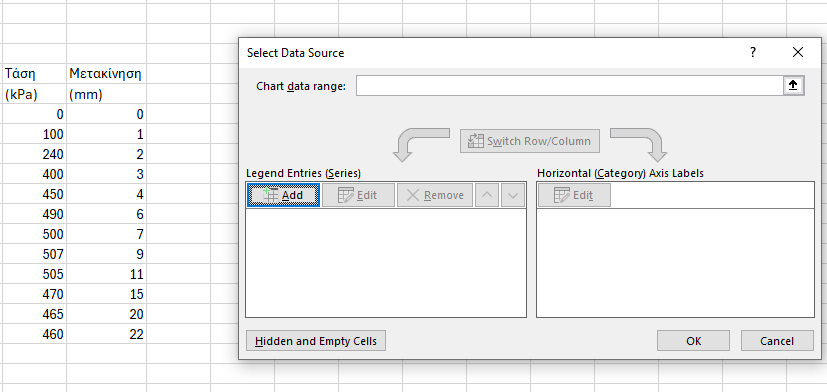 Select Data Source ? ×
Chart data range:
Switch Row/Column
Legend Entries (Series)
Horizontal (Category) Axis Labels
Add Edit Remove
Edit
Hidden and Empty Cells
OK Cancel
Τάση Μετακίνηση
(kPa) (mm)
0 0
100 1
240 2
400 3
450 4
490 6
500 7
507 9
505 11
470 15
465 20
460 22